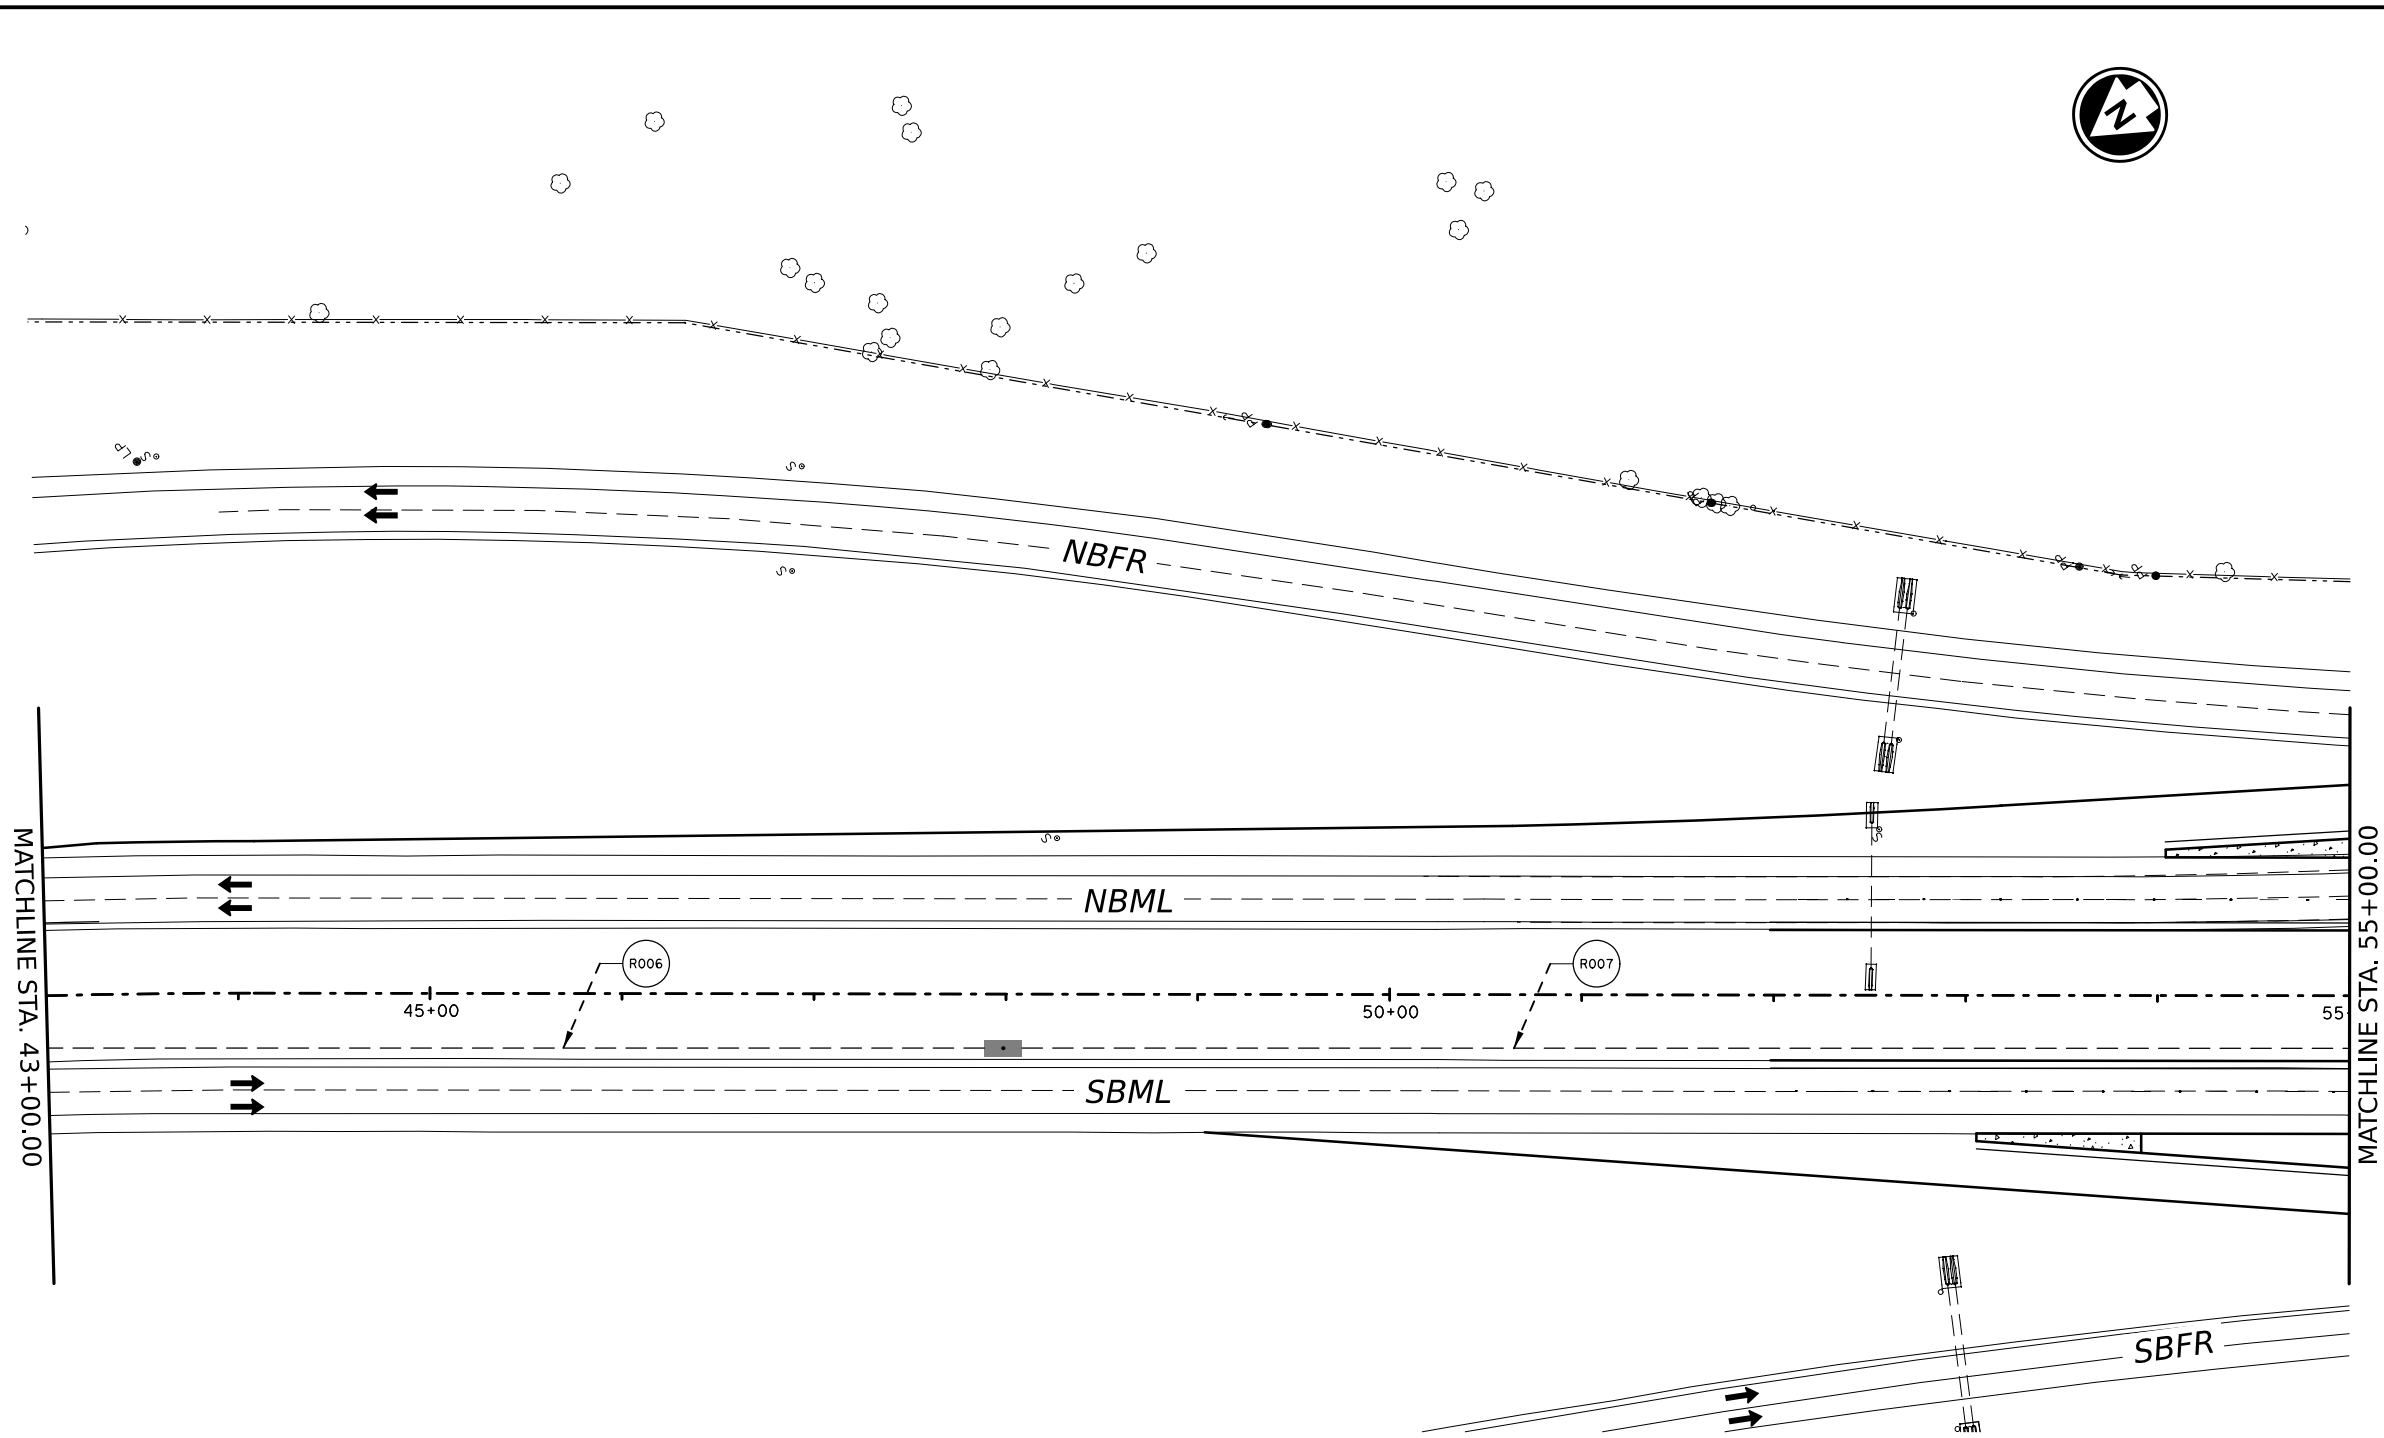 N
LP
S
S
S
NBFR
S
S
MATCHLINE STA. 43+00.00
MATCHLINE STA. 55+00.00
NBML
R006
R007
45+00
50+00
55
SBML
SBFR